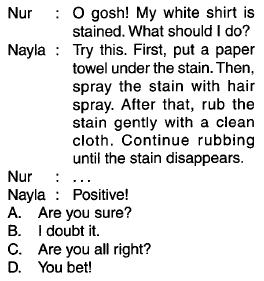 Nur : O gosh! My white shirt is
stained. What should I do?
Nayla : Try this. First, put a paper
towel under the stain. Then,
spray the stain with hair
spray. After that, rub the
stain gently with a clean
cloth. Continue rubbing
until the stain disappears.
Nur : ...
Nayla : Positive!
A. Are you sure?
B. I doubt it.
C. Are you all right?
D. You bet!